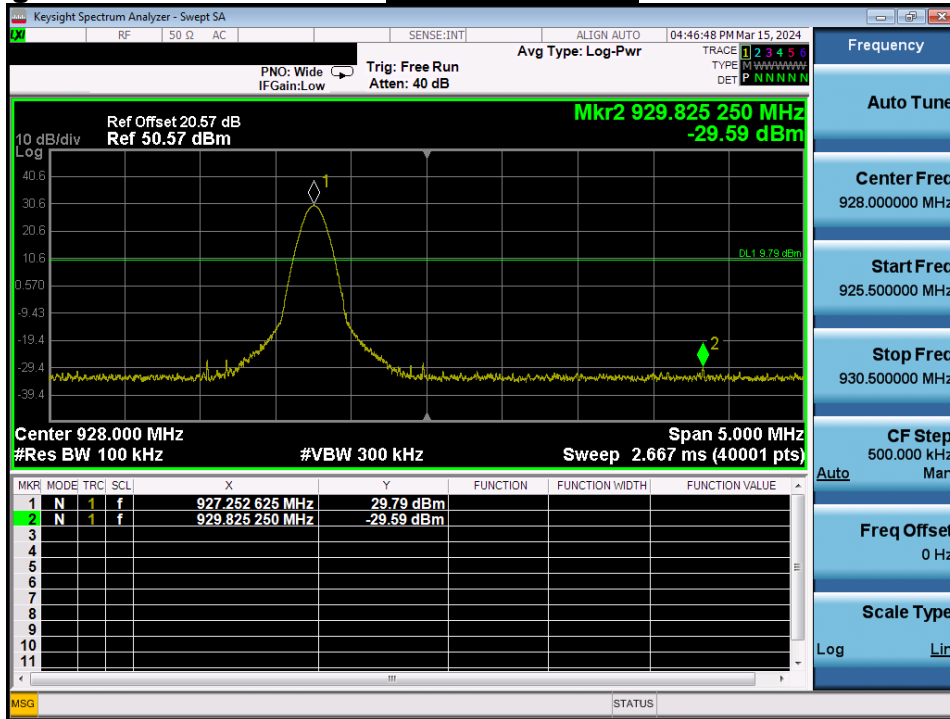 Keysight Spectrum Analyzer - Swept SA
LXI RF 50 Ω AC SENSE:INT ALIGN AUTO 04:46:48 PM Mar 15, 2024
PNO: Wide IFGain:Low Trig: Free Run Atten: 40 dB Avg Type: Log-Pwr
TRACE 1 2 3 4 5 6
TYPE M WWWWW
DET P N N N N N
Frequency
Mkr2 929.825 250 MHz
-29.59 dBm
Ref Offset 20.57 dB
10 dB/div Ref 50.57 dBm
Log
40.6
30.6
20.6
10.6
0.570
-9.43
-19.4
-29.4
-39.4
1
DL1 9.79 dBm
2
Center 928.000 MHz Span 5.000 MHz
#Res BW 100 kHz #VBW 300 kHz Sweep 2.667 ms (40001 pts)
MKR MODE TRC SCL X Y FUNCTION FUNCTION WIDTH FUNCTION VALUE
1 N 1 f 927.252 625 MHz 29.79 dBm
2 N 1 f 929.825 250 MHz -29.59 dBm
3
4
5
6
7
8
9
10
11
MSG STATUS
Auto Tune
Center Freq
928.000000 MHz
Start Freq
925.500000 MHz
Stop Freq
930.500000 MHz
CF Step
500.000 kHz
Auto Man
Freq Offset
0 Hz
Scale Type
Log Lin